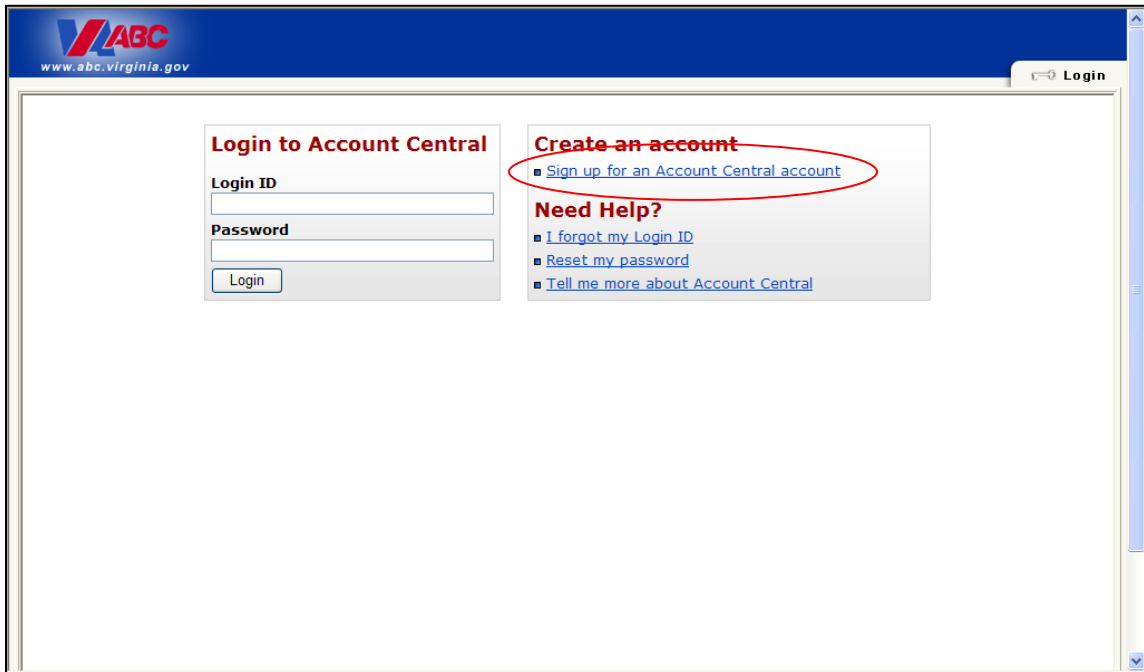 VA ABC
www.abc.virginia.gov
Login
Login to Account Central
Login ID
Password
Login
Create an account
Sign up for an Account Central account
Need Help?
I forgot my Login ID
Reset my password
Tell me more about Account Central